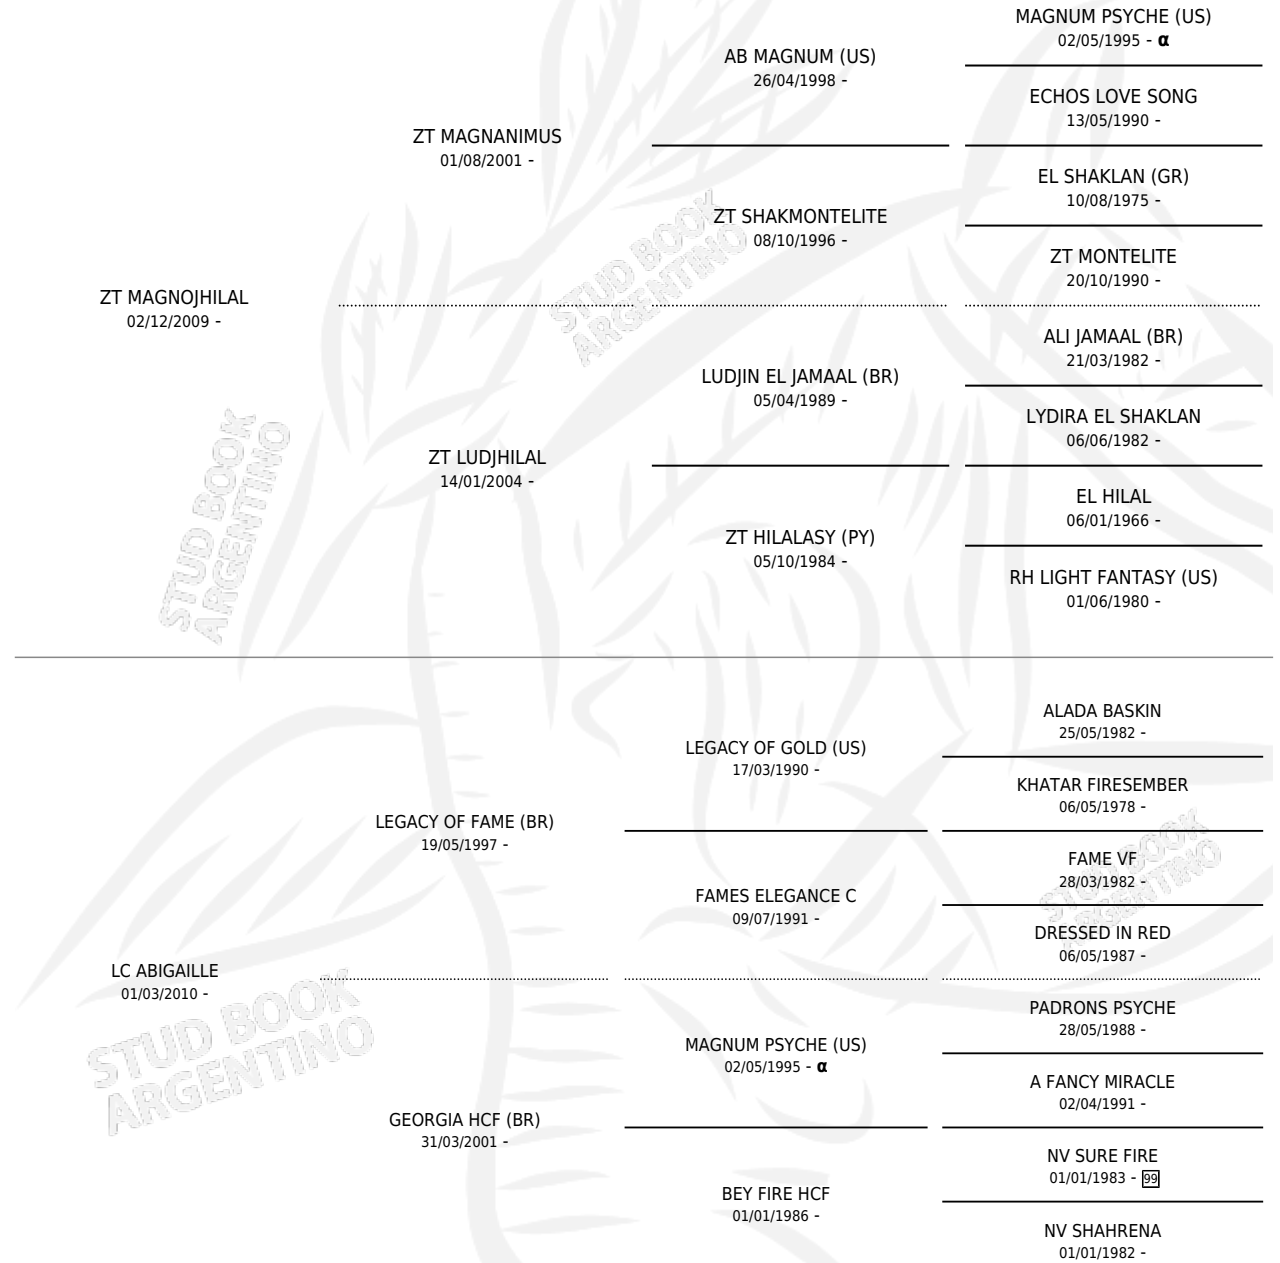 MAGNUM PSYCHE (US)
02/05/1995 - α
AB MAGNUM (US)
26/04/1998 -
ECHOS LOVE SONG
13/05/1990 -
ZT MAGNANIMUS
01/08/2001 -
EL SHAKLAN (GR)
10/08/1975 -
ZT SHAKMONTELITE
08/10/1996 -
ZT MONTELITE
20/10/1990 -
ZT MAGNOJHILAL
02/12/2009 -
ALI JAMAAL (BR)
21/03/1982 -
LUDJIN EL JAMAAL (BR)
05/04/1989 -
LYDIRA EL SHAKLAN
06/06/1982 -
ZT LUDJHILAL
14/01/2004 -
EL HILAL
06/01/1966 -
ZT HILALASY (PY)
05/10/1984 -
RH LIGHT FANTASY (US)
01/06/1980 -
ALADA BASKIN
25/05/1982 -
LEGACY OF GOLD (US)
17/03/1990 -
KHATAR FIRESEMBER
06/05/1978 -
LEGACY OF FAME (BR)
19/05/1997 -
FAME VF
28/03/1982 -
FAMES ELEGANCE C
09/07/1991 -
DRESSED IN RED
06/05/1987 -
LC ABIGAILLE
01/03/2010 -
PADRONS PSYCHE
28/05/1988 -
MAGNUM PSYCHE (US)
02/05/1995 - α
A FANCY MIRACLE
02/04/1991 -
GEORGIA HCF (BR)
31/03/2001 -
NV SURE FIRE
01/01/1983 - 99
BEY FIRE HCF
01/01/1986 -
NV SHAHRENA
01/01/1982 -
STUD BOOK
ARGENTINO
STUD BOOK
ARGENTINO
STUD BOOK
ARGENTINO
STUD BOOK
ARGENTINO